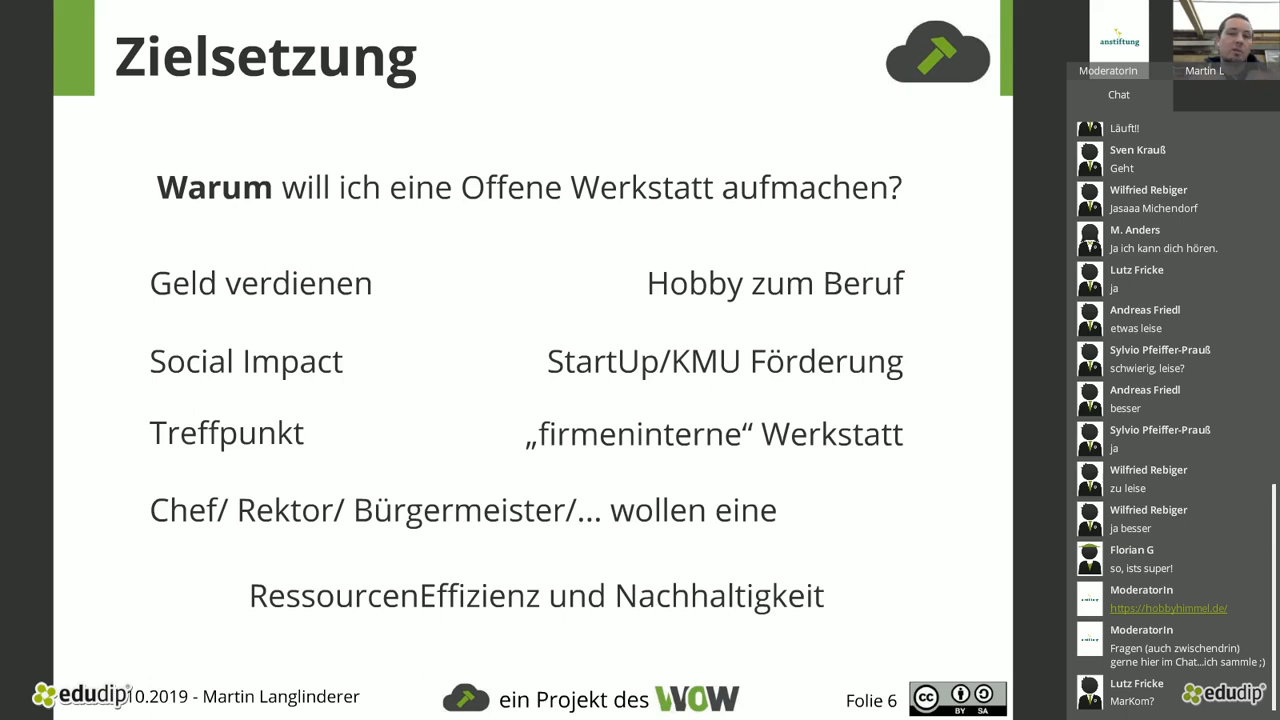 Zielsetzung
Warum will ich eine Offene Werkstatt aufmachen?
Geld verdienen
Hobby zum Beruf
Social Impact
StartUp/KMU Förderung
Treffpunkt
„firmeninterne“ Werkstatt
Chef/ Rektor/ Bürgermeister/... wollen eine
RessourcenEffizienz und Nachhaltigkeit
edudip
10.2019 - Martin Langlinderer
ein Projekt des WOW
Folie 6
cc
BY SA
anstiftung
ModeratorIn
Martin L
Chat
Läuft!!
Sven Krauß
Geht
Wilfried Rebiger
Jasaaa Michendorf
M. Anders
Ja ich kann dich hören.
Lutz Fricke
ja
Andreas Friedl
etwas leise
Sylvio Pfeiffer-Prauß
schwierig, leise?
Andreas Friedl
besser
Sylvio Pfeiffer-Prauß
ja
Wilfried Rebiger
zu leise
Wilfried Rebiger
ja besser
Florian G
so, ists super!
ModeratorIn
https://hobbyhimmel.de/
ModeratorIn
Fragen (auch zwischendrin)
gerne hier im Chat...ich sammle ;)
Lutz Fricke
MarKom?
edudip